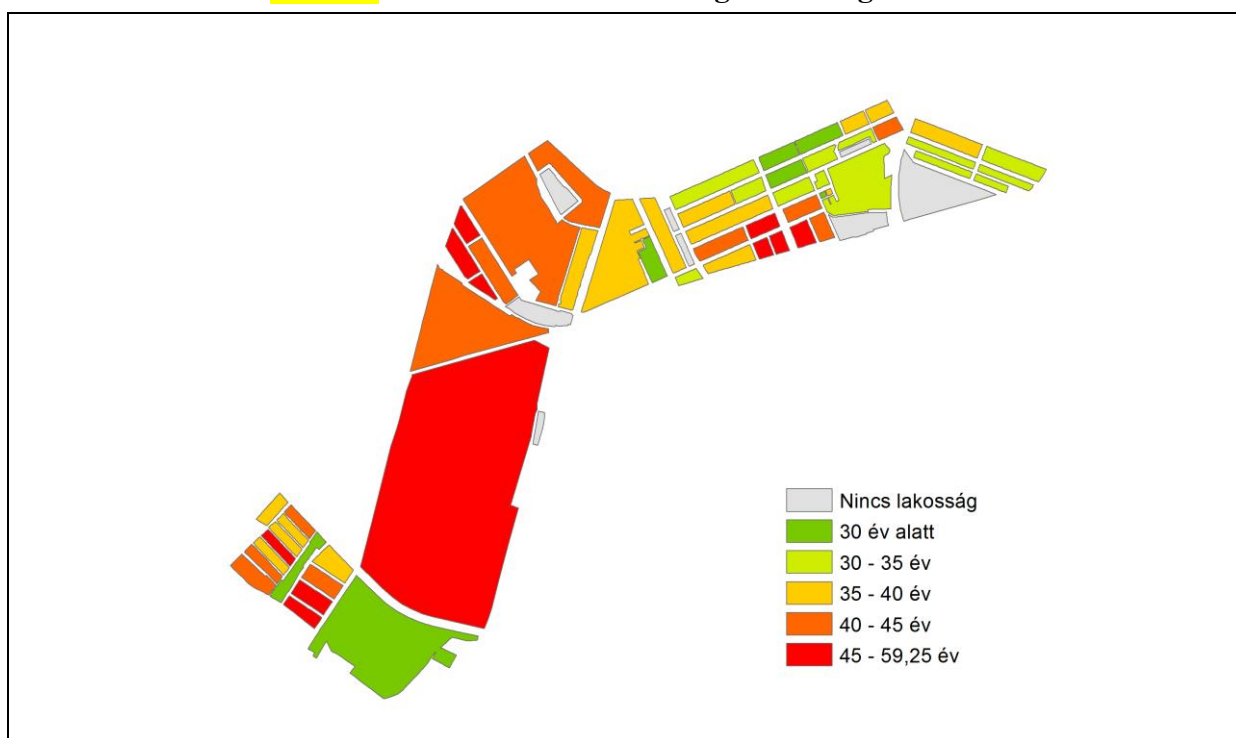 Nincs lakosság
30 év alatt
30 - 35 év
35 - 40 év
40 - 45 év
45 - 59,25 év